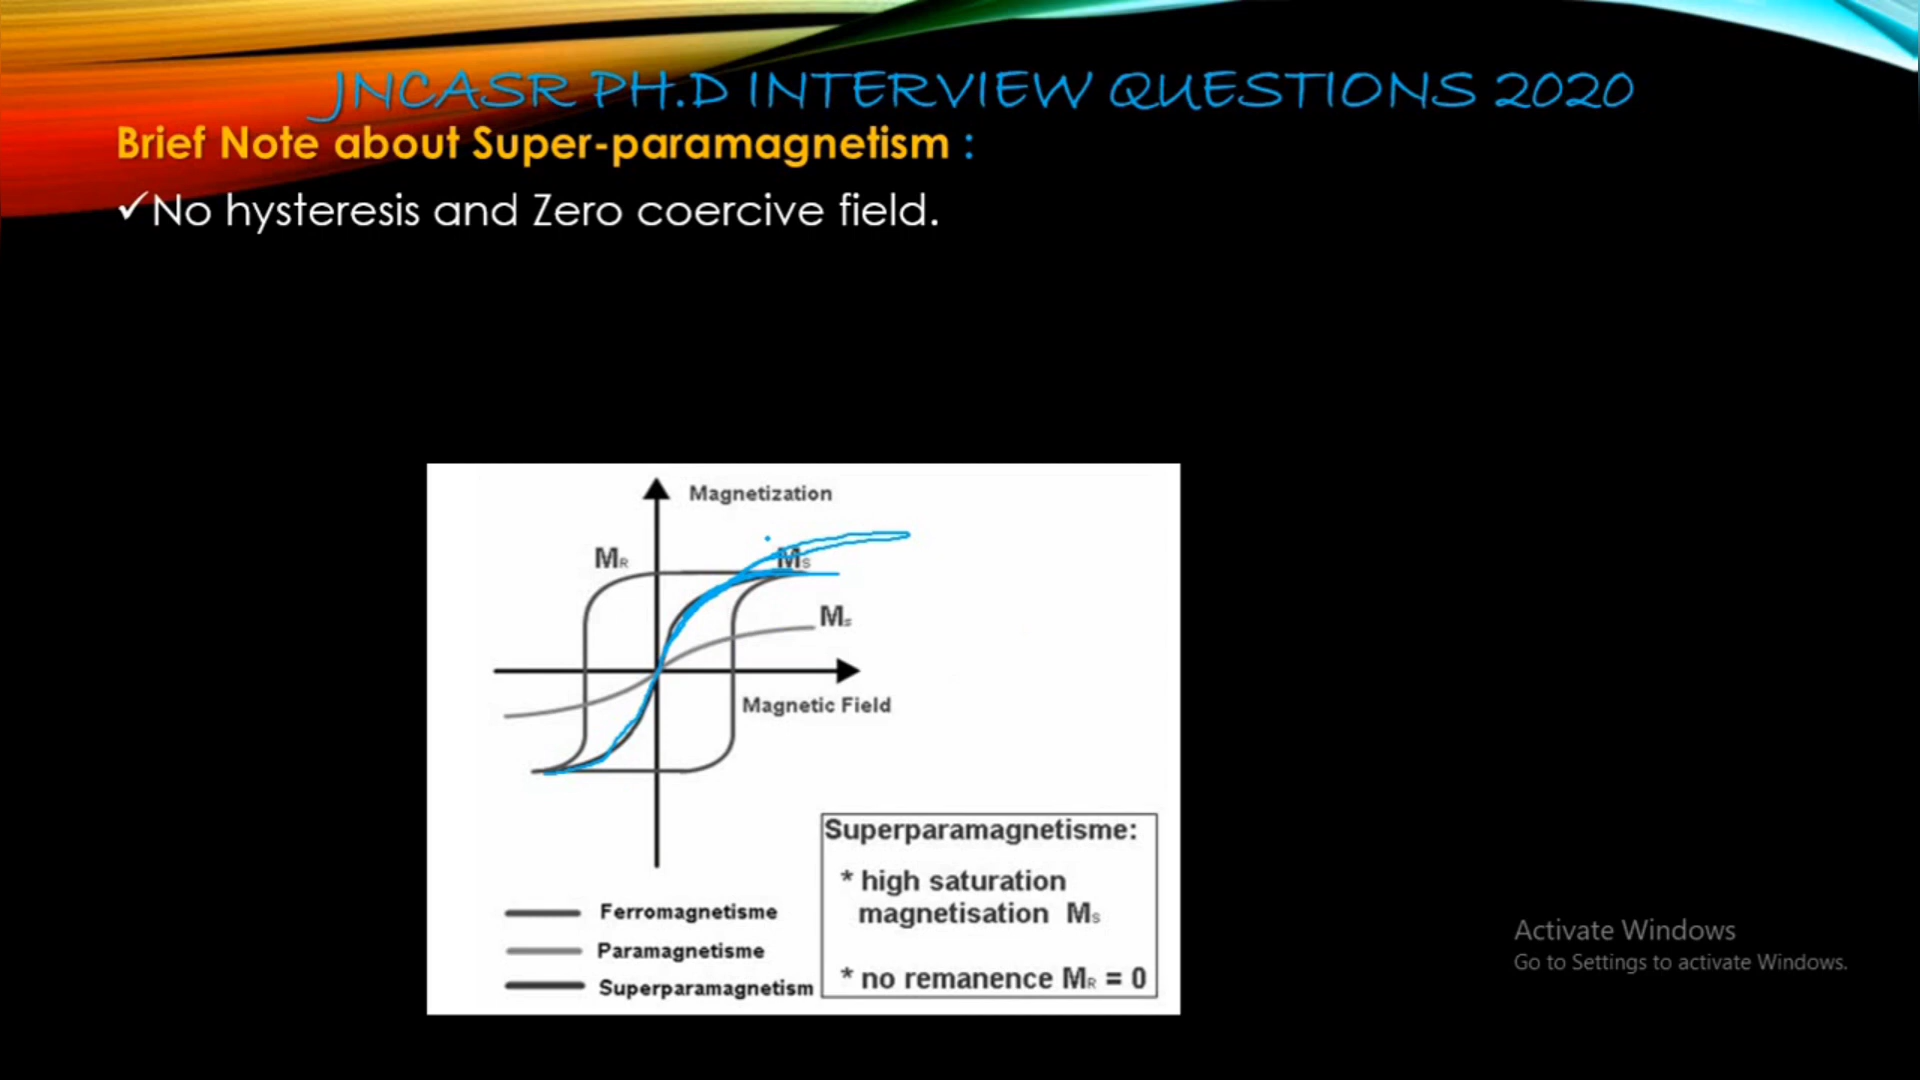 JNCASR PH.D INTERVIEW QUESTIONS 2020
Brief Note about Super-paramagnetism :
✓No hysteresis and Zero coercive field.
Magnetization
MR
Ms
Ms
Magnetic Field
Superparamagnetisme:
* high saturation
magnetisation Ms
* no remanence MR = 0
Ferromagnetisme
Paramagnetisme
Superparamagnetism
Activate Windows
Go to Settings to activate Windows.